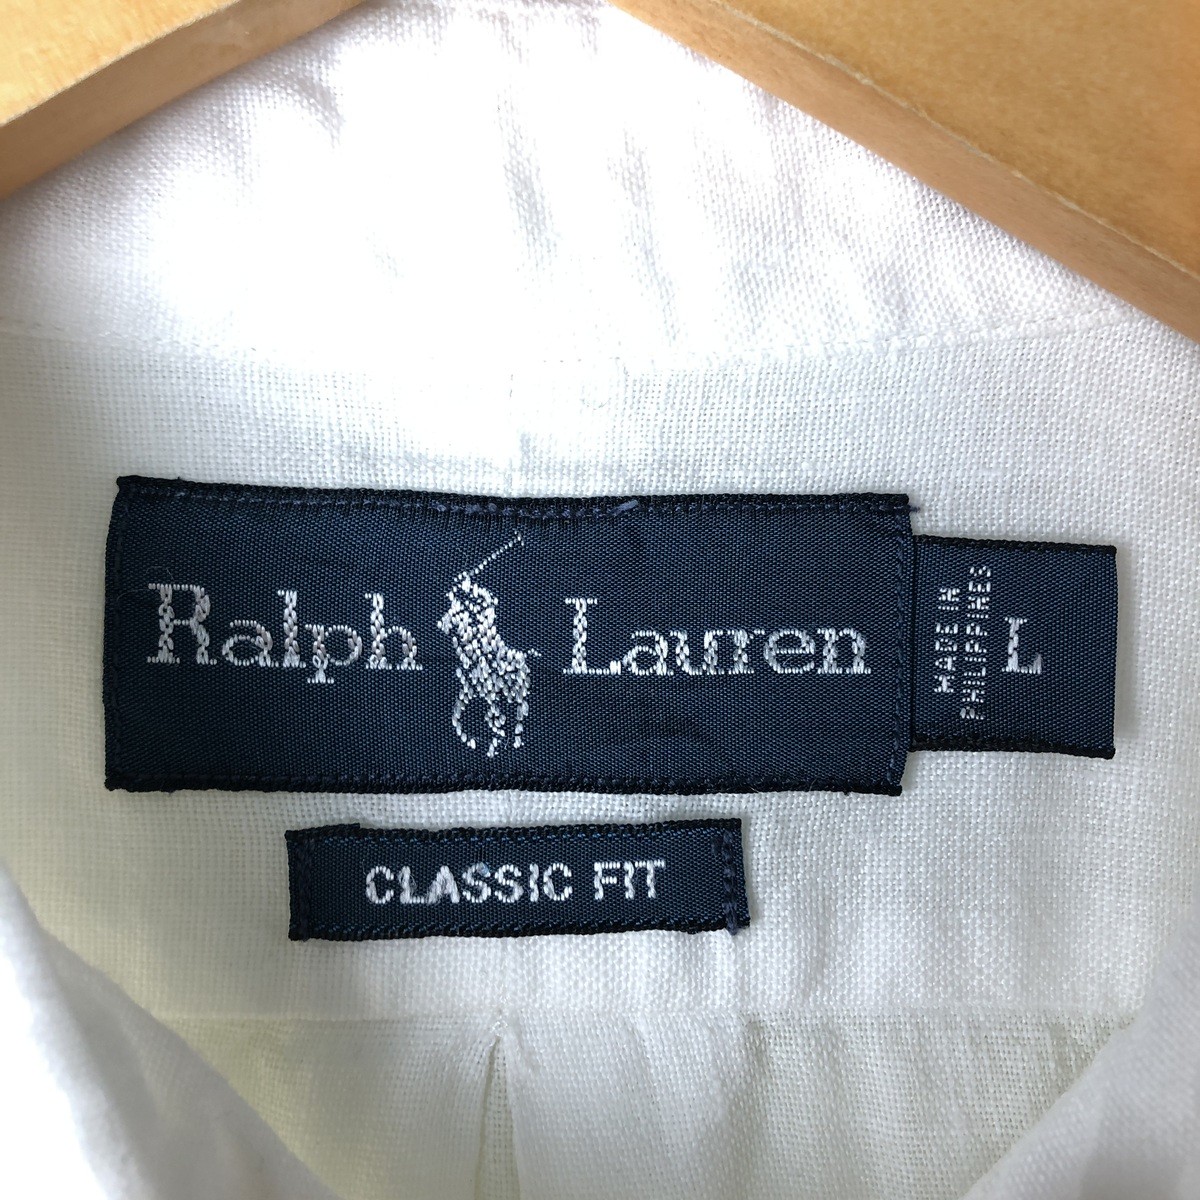 Ralph Lauren
MADE IN
PHILIPPINES
L
CLASSIC FIT